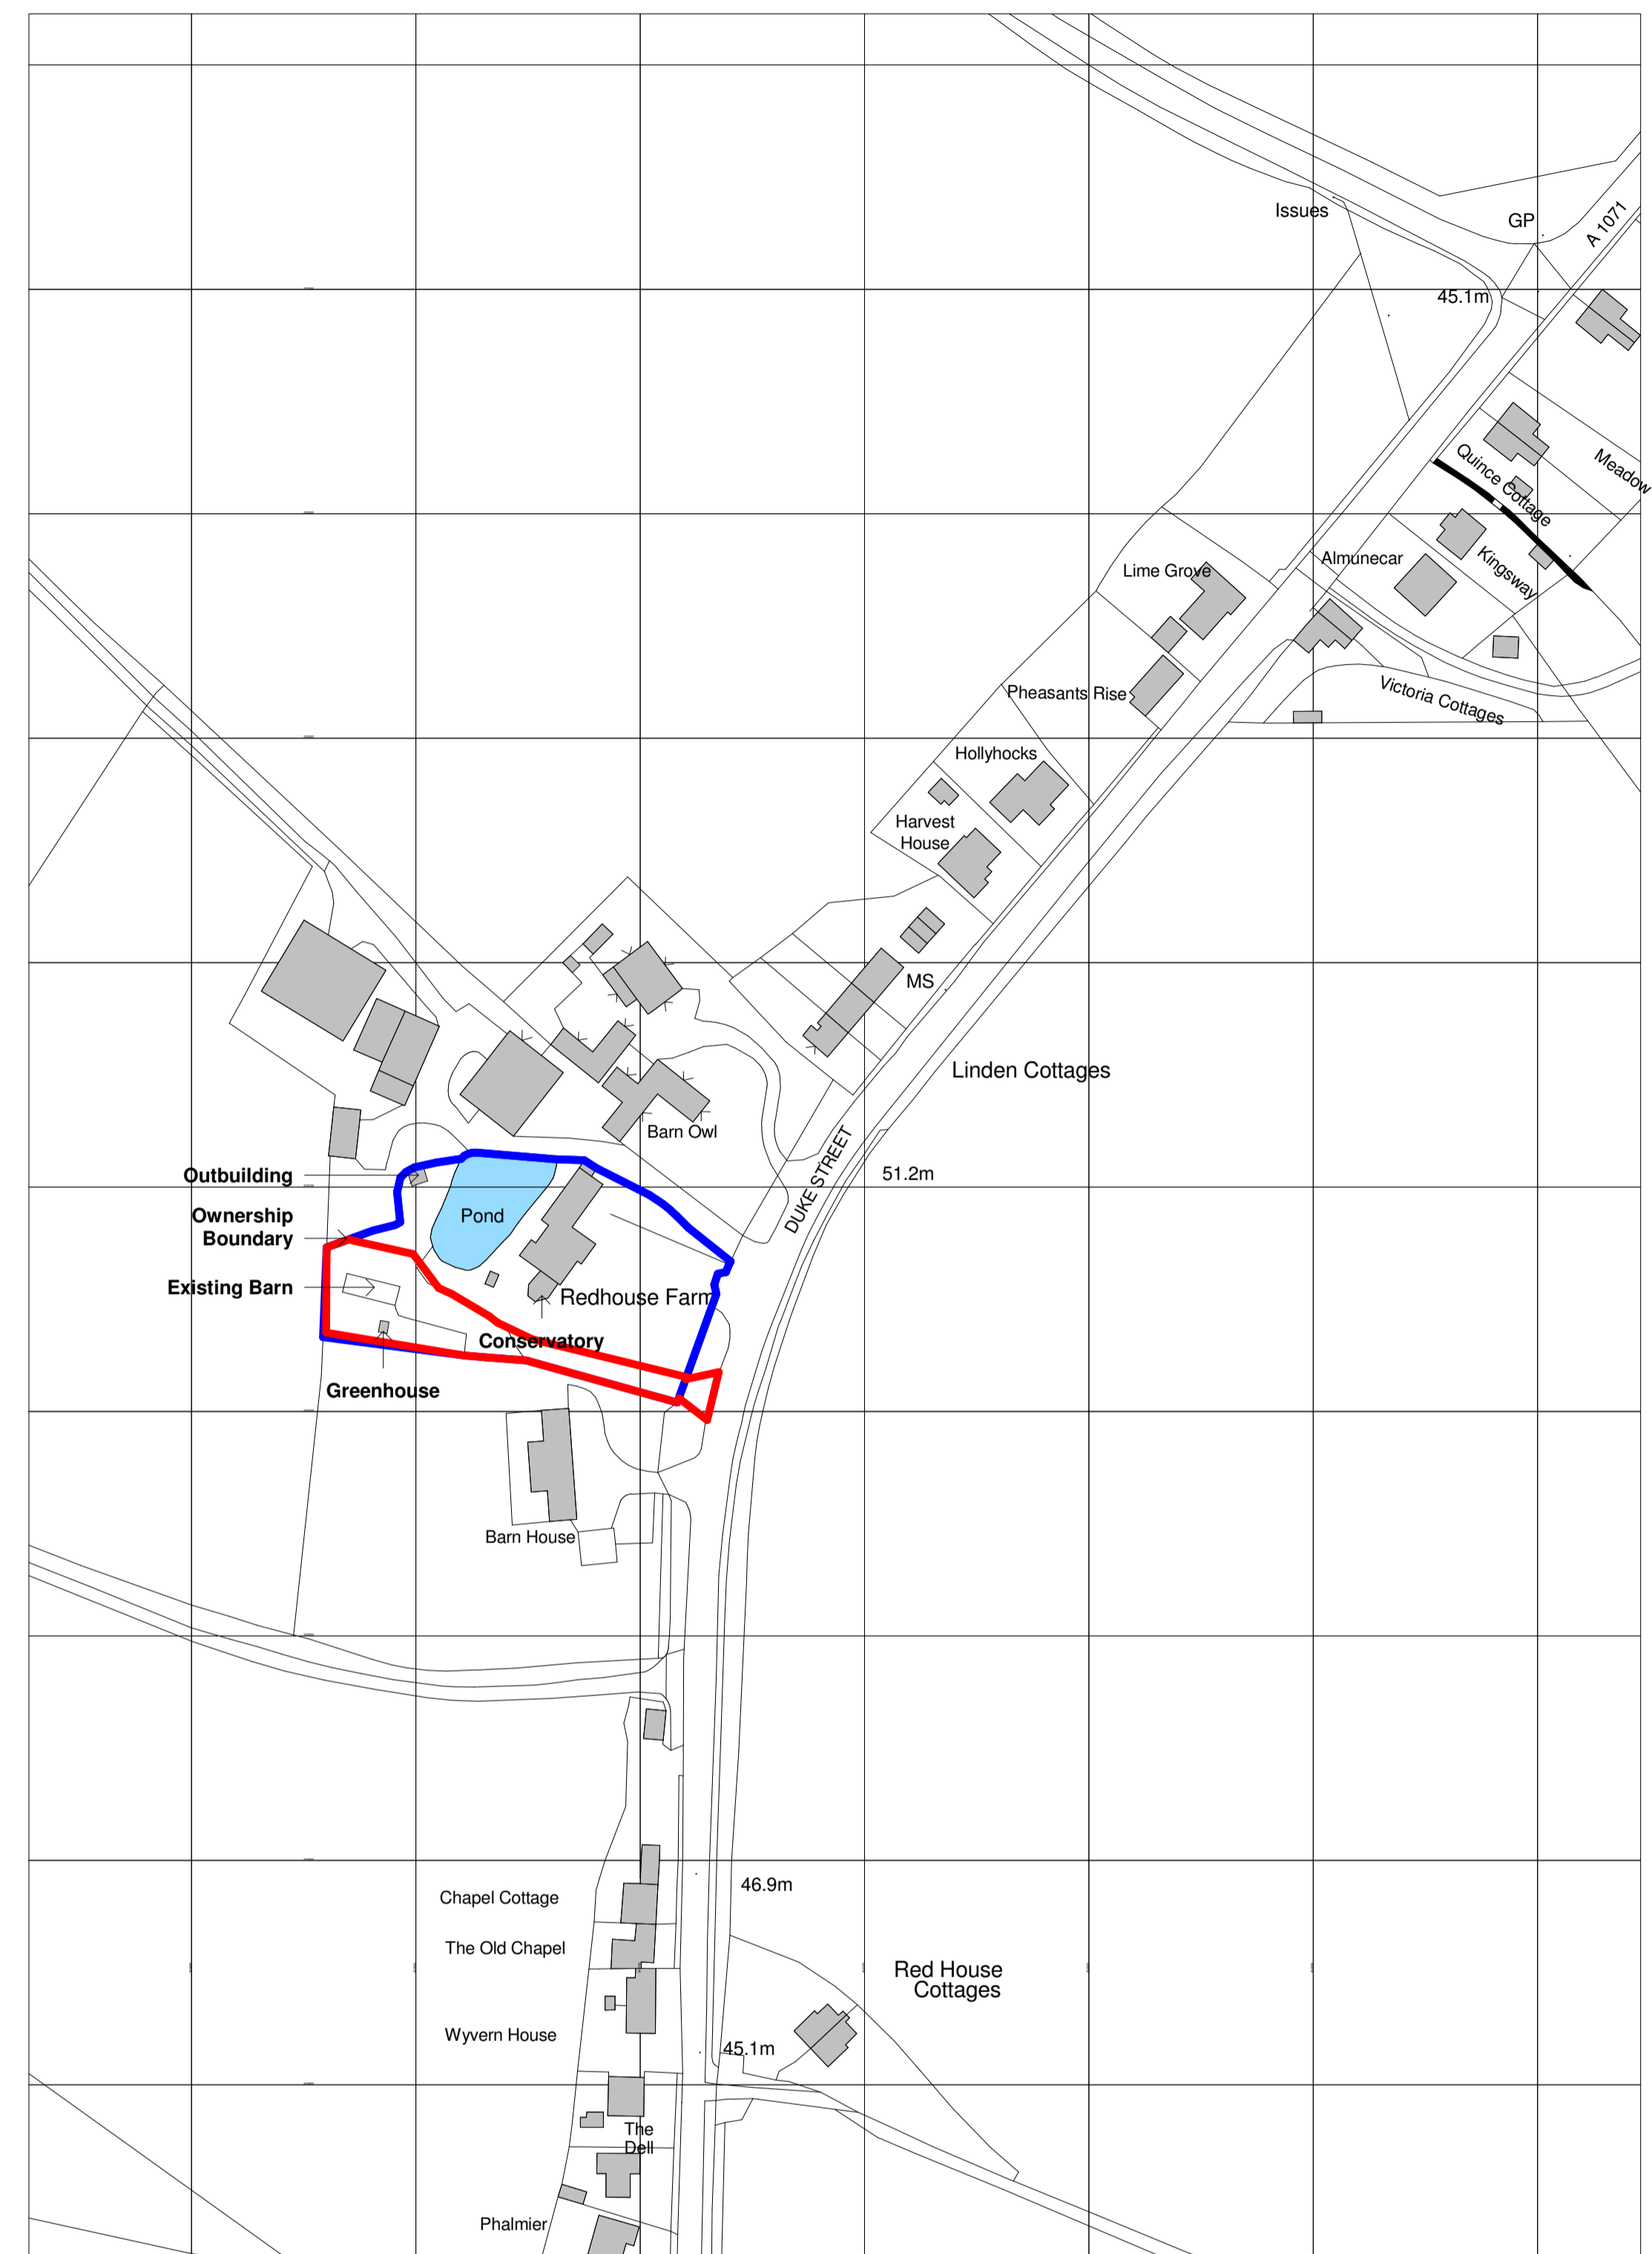 Issues
GP
A 1071
45.1m
Quince Cottage
Meadow
Kingsway
Almunecar
Lime Grove
Victoria Cottages
Pheasants Rise
Hollyhocks
Harvest
House
MS
Linden Cottages
Barn Owl
DUKE STREET
51.2m
Outbuilding
Ownership
Boundary
Pond
Existing Barn
Redhouse Farm
Conservatory
Greenhouse
Barn House
46.9m
Chapel Cottage
The Old Chapel
Red House
Cottages
Wyvern House
45.1m
The
Dell
Phalmier